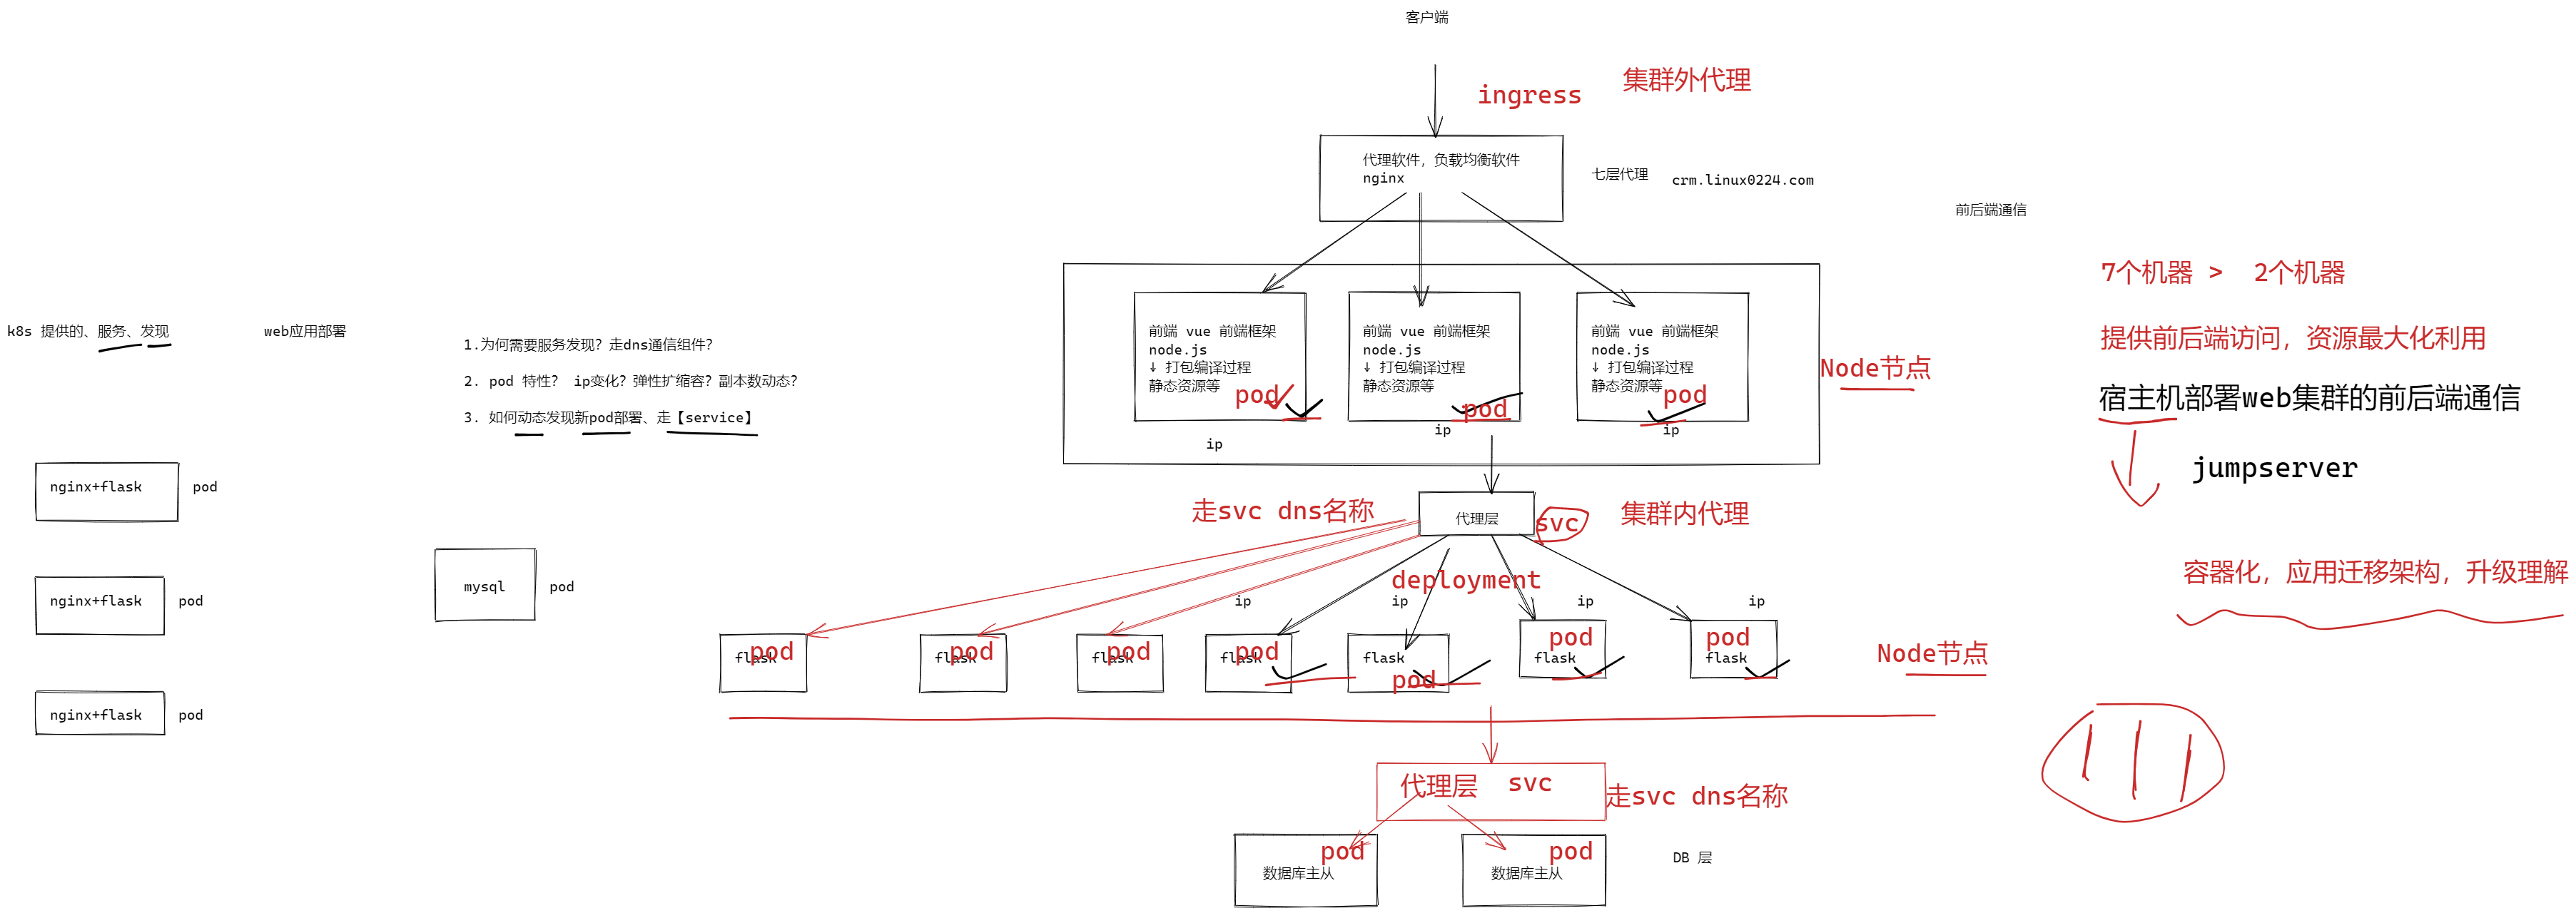 客户端
ingress
集群外代理
代理软件，负载均衡软件
nginx
七层代理
crm.linux0224.com
前后端通信
7个机器 > 2个机器
提供前后端访问，资源最大化利用
宿主机部署web集群的前后端通信
jumpserver
容器化，应用迁移架构，升级理解
k8s 提供的、服务、发现
web应用部署
1.为何需要服务发现？走dns通信组件？
2. pod 特性？ ip变化？弹性扩缩容？副本数动态？
3. 如何动态发现新pod部署、走【service】
nginx+flask
pod
nginx+flask
pod
nginx+flask
pod
mysql
pod
前端 vue 前端框架
node.js
↓ 打包编译过程
静态资源等
pod
ip
前端 vue 前端框架
node.js
↓ 打包编译过程
静态资源等
pod
ip
前端 vue 前端框架
node.js
↓ 打包编译过程
静态资源等
pod
ip
Node节点
走svc dns名称
代理层
svc
集群内代理
deployment
ip
ip
ip
ip
pod
flask
pod
flask
pod
flask
pod
flask
flask
pod
pod
flask
pod
flask
Node节点
代理层 svc
走svc dns名称
pod
数据库主从
pod
数据库主从
DB 层